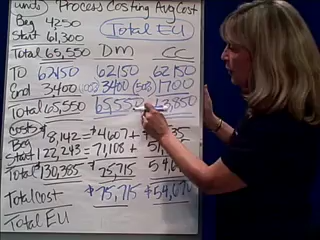 units) Process Costing Avg Cost
Beg 4250 Total EU
Start 61,300
Total 65,550 DM CC
TO 62150 62150 62150
End 3400 (100%) 3400 (50%) 1700
Total 65,550 65,550 63,850
Costs
Beg $8,142 = $4607 +
Start 122,243 = 71,108 +
Total $130,385 $75,715
Total Cost $75,715 $54,670
Total EU